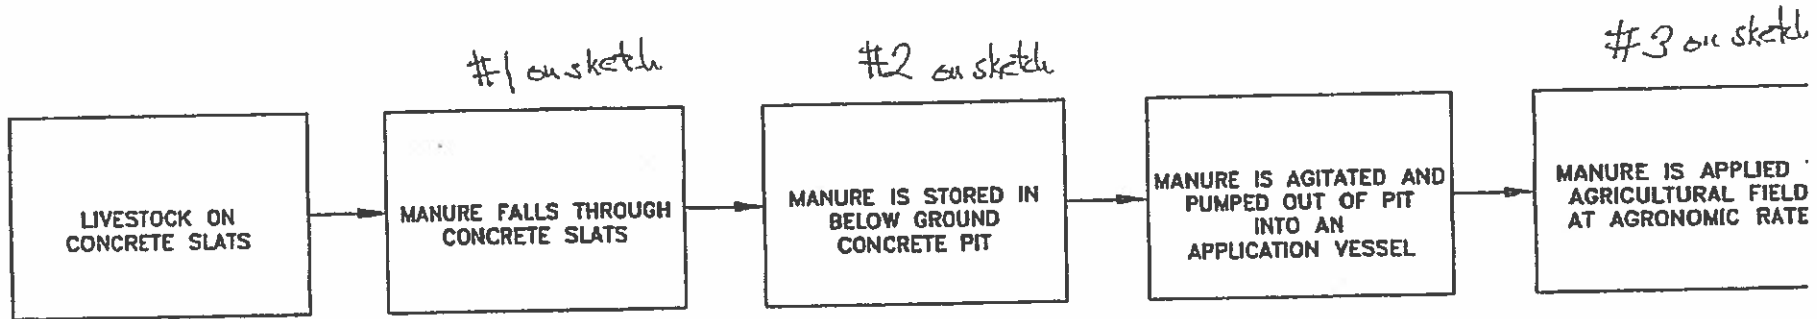 #1 on sketch
#2 on sketch
#3 on sketch
LIVESTOCK ON
CONCRETE SLATS
MANURE FALLS THROUGH
CONCRETE SLATS
MANURE IS STORED IN
BELOW GROUND
CONCRETE PIT
MANURE IS AGITATED AND
PUMPED OUT OF PIT
INTO AN
APPLICATION VESSEL
MANURE IS APPLIED
AGRICULTURAL FIELD
AT AGRONOMIC RATE